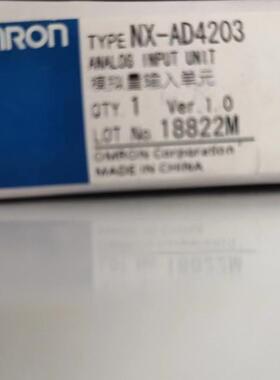 MRON
TYPE NX-AD4203
ANALOG INPUT UNIT
模拟量输入单元
QTY. 1 Ver.1.0
LOT No 18822M
OMRON Corporation
MADE IN CHINA